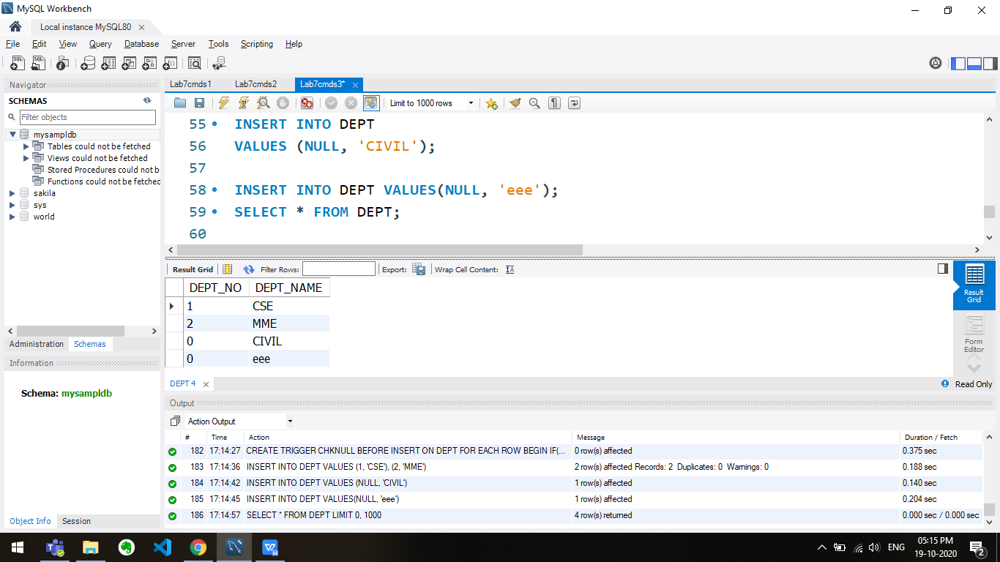 MySQL Workbench
Local instance MySQL80
File Edit View Query Database Server Tools Scripting Help
Navigator
SCHEMAS
Filter objects
mysampldb
Tables could not be fetched
Views could not be fetched
Stored Procedures could not b
Functions could not be fetched
sakila
sys
world
Administration Schemas
Information
Schema: mysampldb
Object Info Session
Lab7cmds1 Lab7cmds2 Lab7cmds3*
Limit to 1000 rows
55 INSERT INTO DEPT
56 VALUES (NULL, 'CIVIL');
57
58 INSERT INTO DEPT VALUES(NULL, 'eee');
59 SELECT * FROM DEPT;
60
Result Grid Filter Rows: Export: Wrap Cell Content:
DEPT_NO DEPT_NAME
1 CSE
2 MME
0 CIVIL
0 eee
Result
Grid
Form
Editor
DEPT 4 Read Only
Output
Action Output
# Time Action Message Duration / Fetch
182 17:14:27 CREATE TRIGGER CHKNULL BEFORE INSERT ON DEPT FOR EACH ROW BEGIN IF(... 0 row(s) affected 0.375 sec
183 17:14:36 INSERT INTO DEPT VALUES (1, 'CSE'), (2, 'MME') 2 row(s) affected Records: 2 Duplicates: 0 Warnings: 0 0.188 sec
184 17:14:42 INSERT INTO DEPT VALUES (NULL, 'CIVIL') 1 row(s) affected 0.140 sec
185 17:14:45 INSERT INTO DEPT VALUES(NULL, 'eee') 1 row(s) affected 0.204 sec
186 17:14:57 SELECT * FROM DEPT LIMIT 0, 1000 4 row(s) returned 0.000 sec / 0.000 sec
ENG
05:15 PM
19-10-2020
2